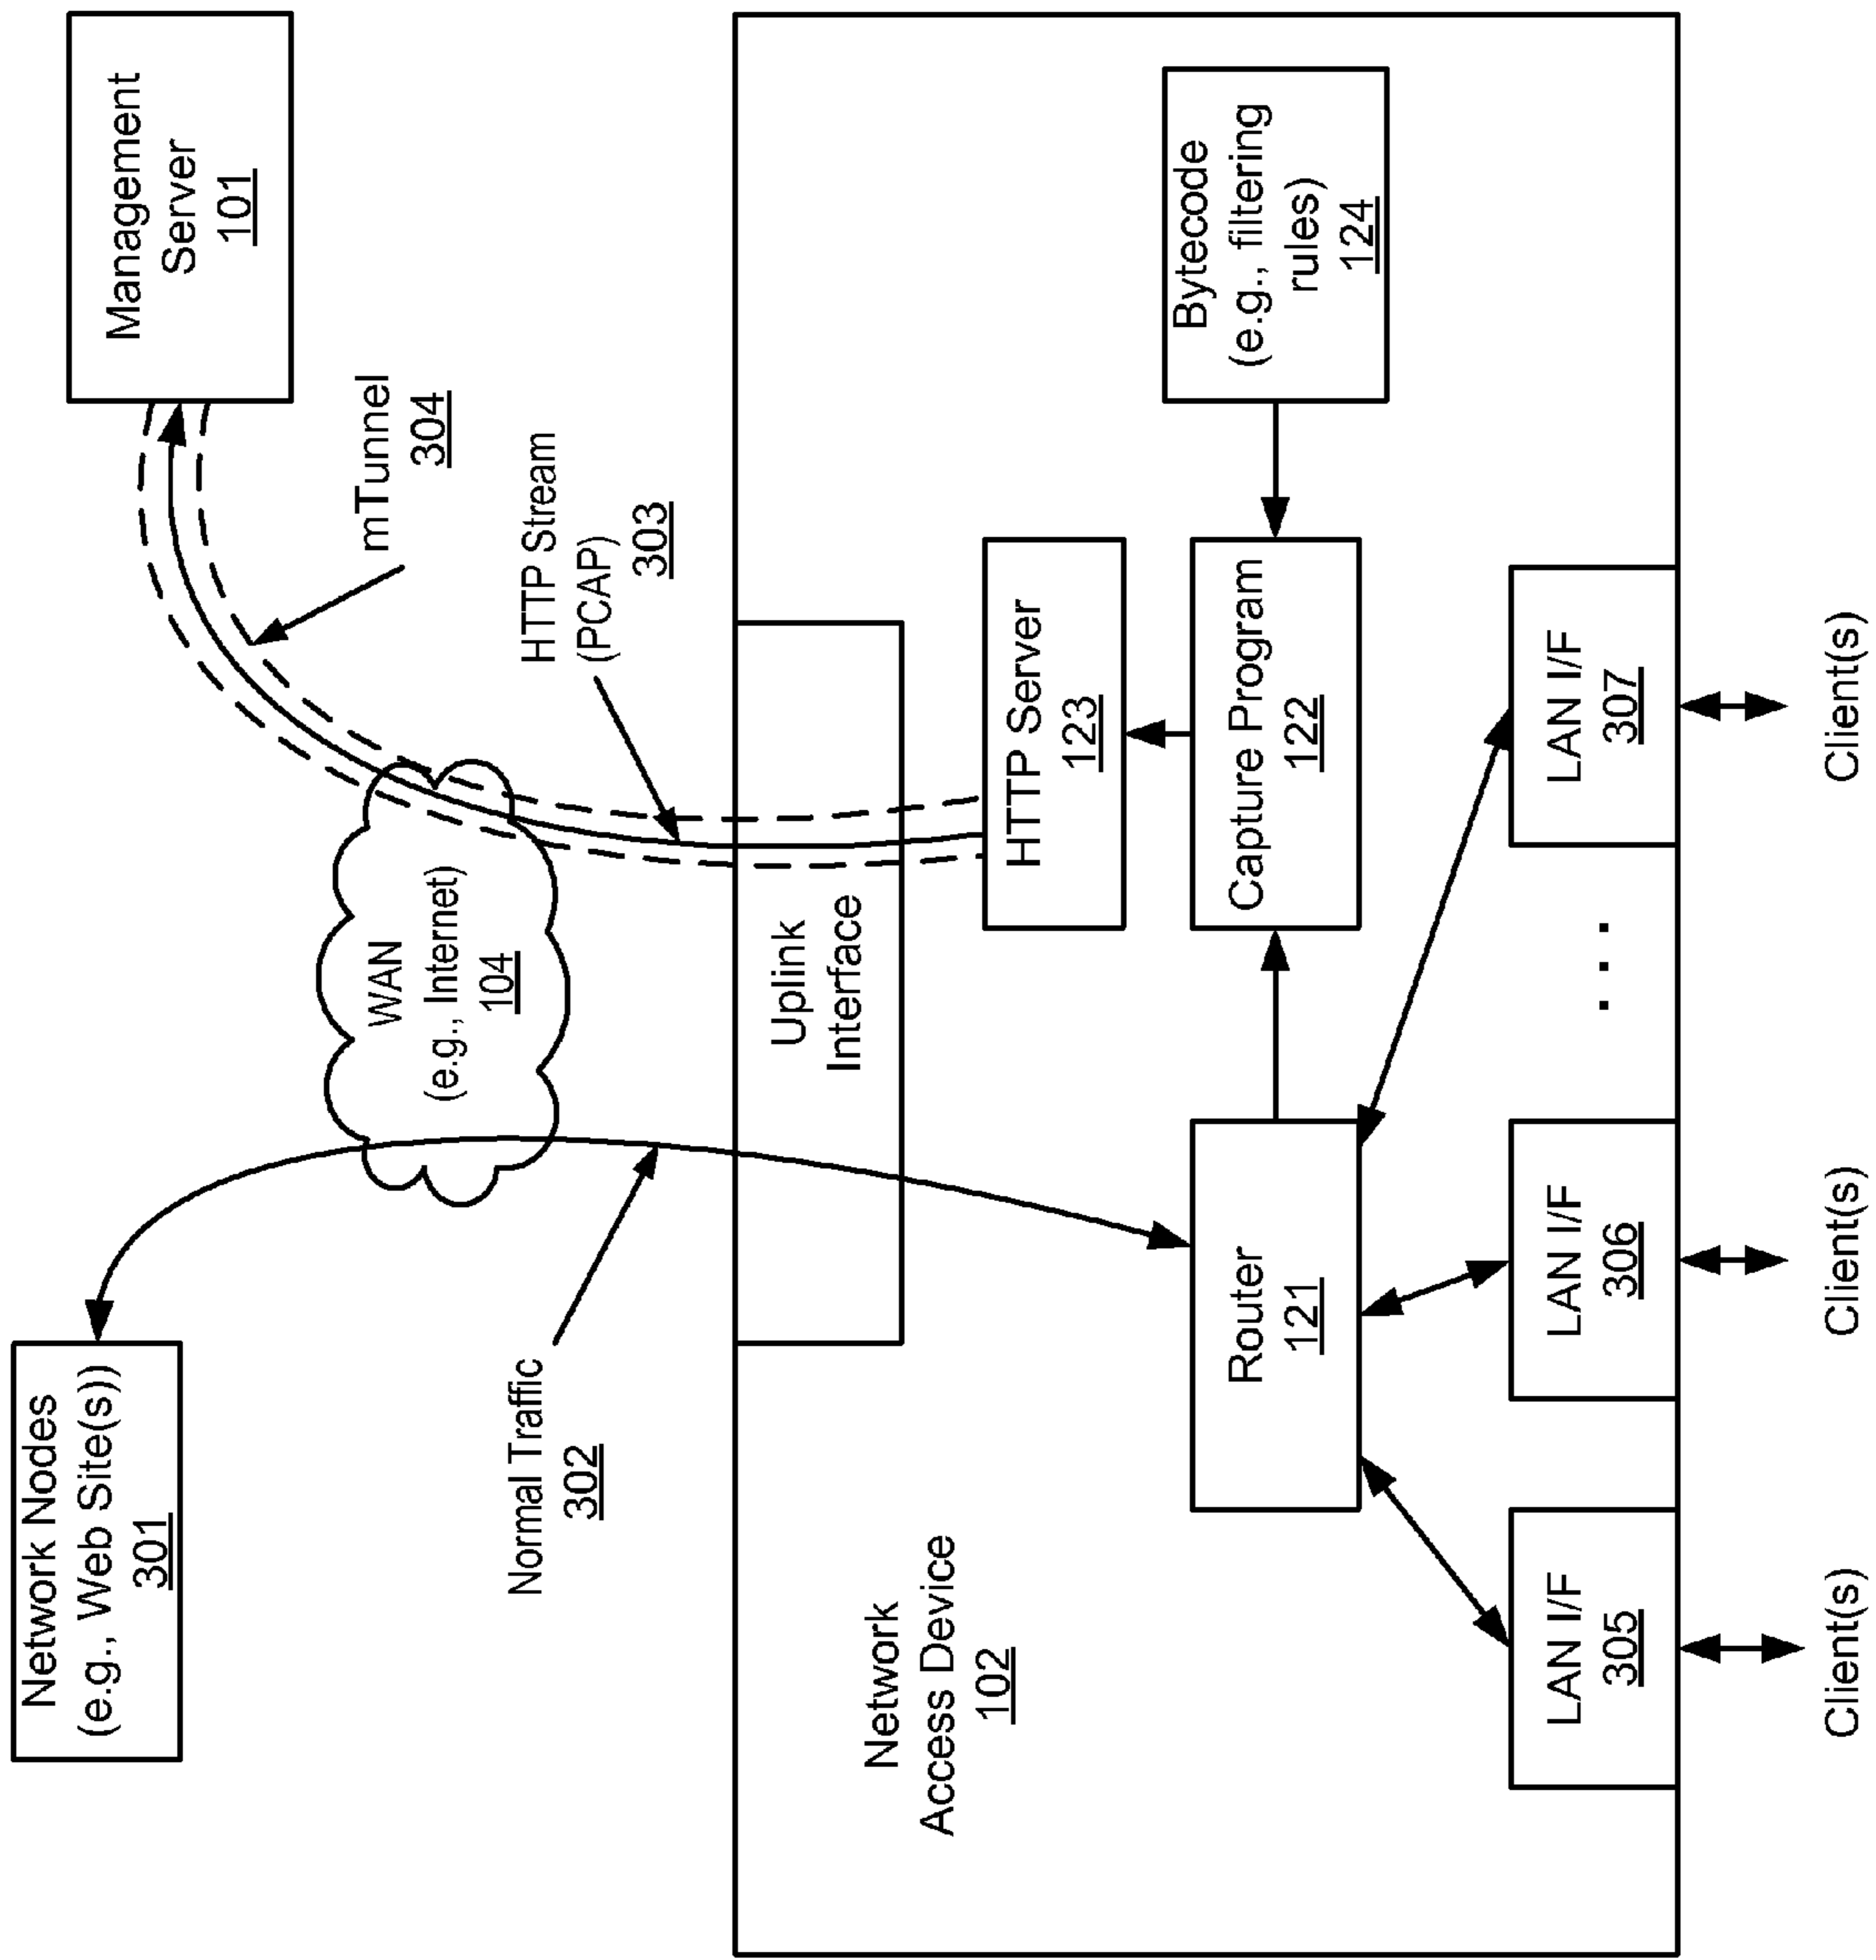 Network Nodes
(e.g., Web Site(s))
301
Management
Server
101
mTunnel
304
WAN
(e.g., Internet)
104
HTTP Stream
(PCAP)
303
Normal Traffic
302
Uplink
Interface
Network
Access Device
102
HTTP Server
123
Router
121
Capture Program
122
Bytecode
(e.g., filtering
rules)
124
LAN I/F
305
LAN I/F
306
. . .
LAN I/F
307
Client(s)
Client(s)
Client(s)